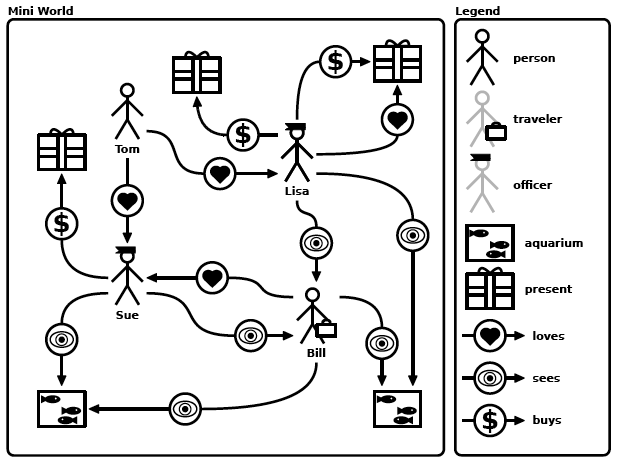 Mini World
Legend
Tom
Lisa
Sue
Bill
$
$
$
person
traveler
officer
aquarium
present
loves
sees
$ buys